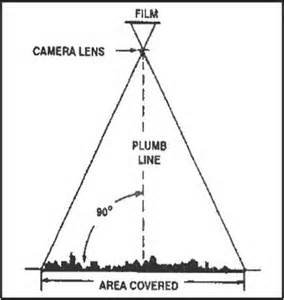 FILM
CAMERA LENS
PLUMB
LINE
90°
AREA COVERED